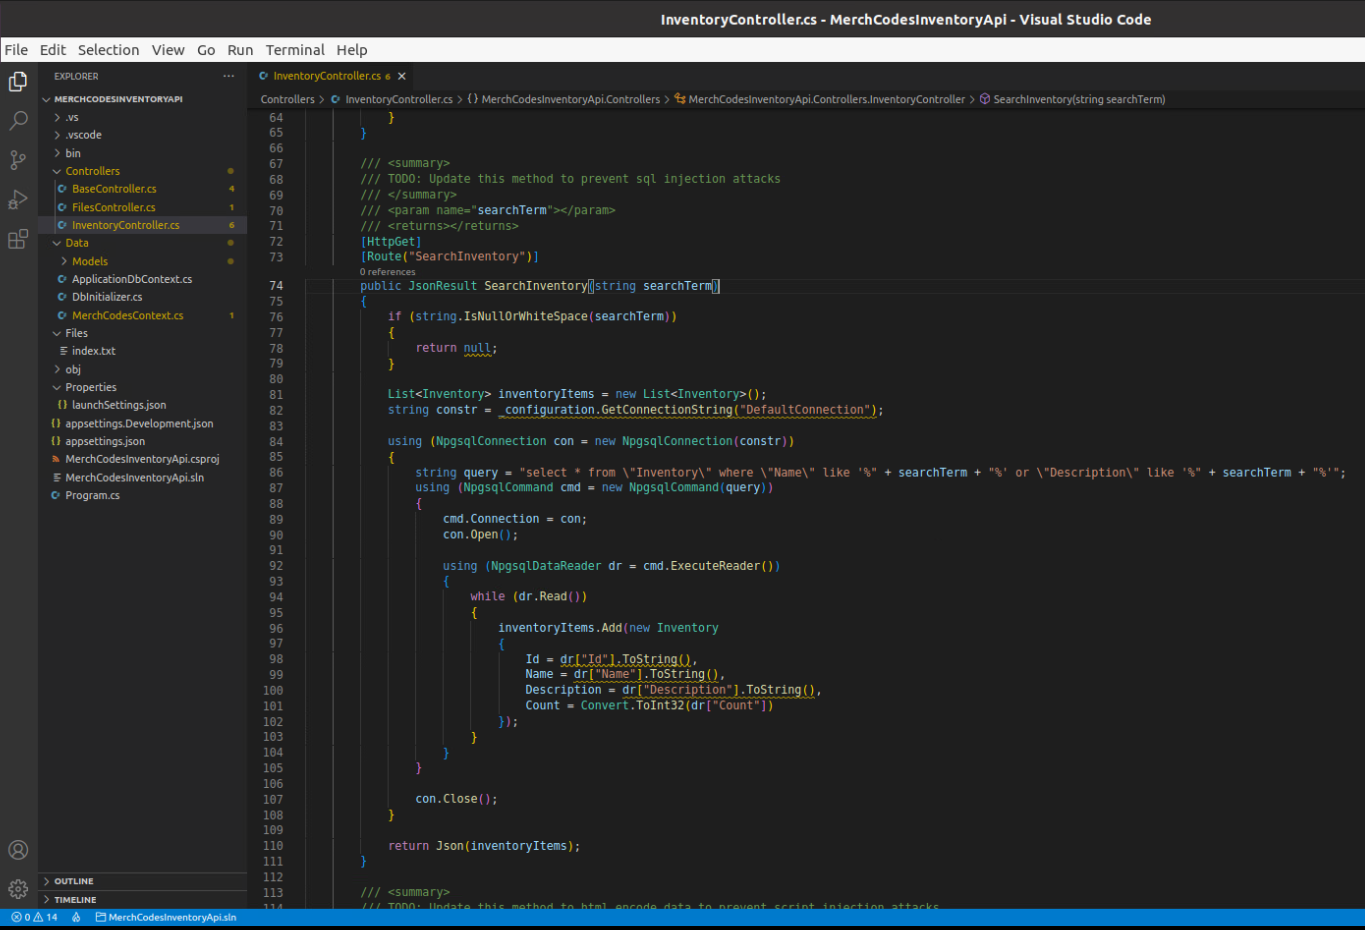 InventoryController.cs - MerchCodesInventoryApi - Visual Studio Code
File Edit Selection View Go Run Terminal Help
EXPLORER ···
MERCHCODESINVENTORYAPI
> .vs
> .vscode
> bin
Controllers
BaseController.cs 4
FilesController.cs 1
InventoryController.cs 6
Data
> Models
ApplicationDbContext.cs
DbInitializer.cs
MerchCodesContext.cs 1
Files
index.txt
> obj
Properties
{} launchSettings.json
{} appsettings.Development.json
{} appsettings.json
MerchCodesInventoryApi.csproj
MerchCodesInventoryApi.sln
Program.cs
> OUTLINE
> TIMELINE
InventoryController.cs 6 ×
Controllers > InventoryController.cs > {} MerchCodesInventoryApi.Controllers > MerchCodesInventoryApi.Controllers.InventoryController > SearchInventory(string searchTerm)
64 }
65 }
66
67 /// <summary>
68 /// TODO: Update this method to prevent sql injection attacks
69 /// </summary>
70 /// <param name="searchTerm"></param>
71 /// <returns></returns>
72 [HttpGet]
73 [Route("SearchInventory")]
0 references
74 public JsonResult SearchInventory(string searchTerm)
75 {
76 if (string.IsNullOrWhiteSpace(searchTerm))
77 {
78 return null;
79 }
80
81 List<Inventory> inventoryItems = new List<Inventory>();
82 string constr = _configuration.GetConnectionString("DefaultConnection");
83
84 using (NpgsqlConnection con = new NpgsqlConnection(constr))
85 {
86 string query = "select * from \"Inventory\" where \"Name\" like '%" + searchTerm + "%' or \"Description\" like '%" + searchTerm + "%'";
87 using (NpgsqlCommand cmd = new NpgsqlCommand(query))
88 {
89 cmd.Connection = con;
90 con.Open();
91
92 using (NpgsqlDataReader dr = cmd.ExecuteReader())
93 {
94 while (dr.Read())
95 {
96 inventoryItems.Add(new Inventory
97 {
98 Id = dr["Id"].ToString(),
99 Name = dr["Name"].ToString(),
100 Description = dr["Description"].ToString(),
101 Count = Convert.ToInt32(dr["Count"])
102 });
103 }
104 }
105 }
106
107 con.Close();
108 }
109
110 return Json(inventoryItems);
111 }
112
113 /// <summary>
114 /// TODO: Update this method to html encode data to prevent script injection attacks
0 14 MerchCodesInventoryApi.sln